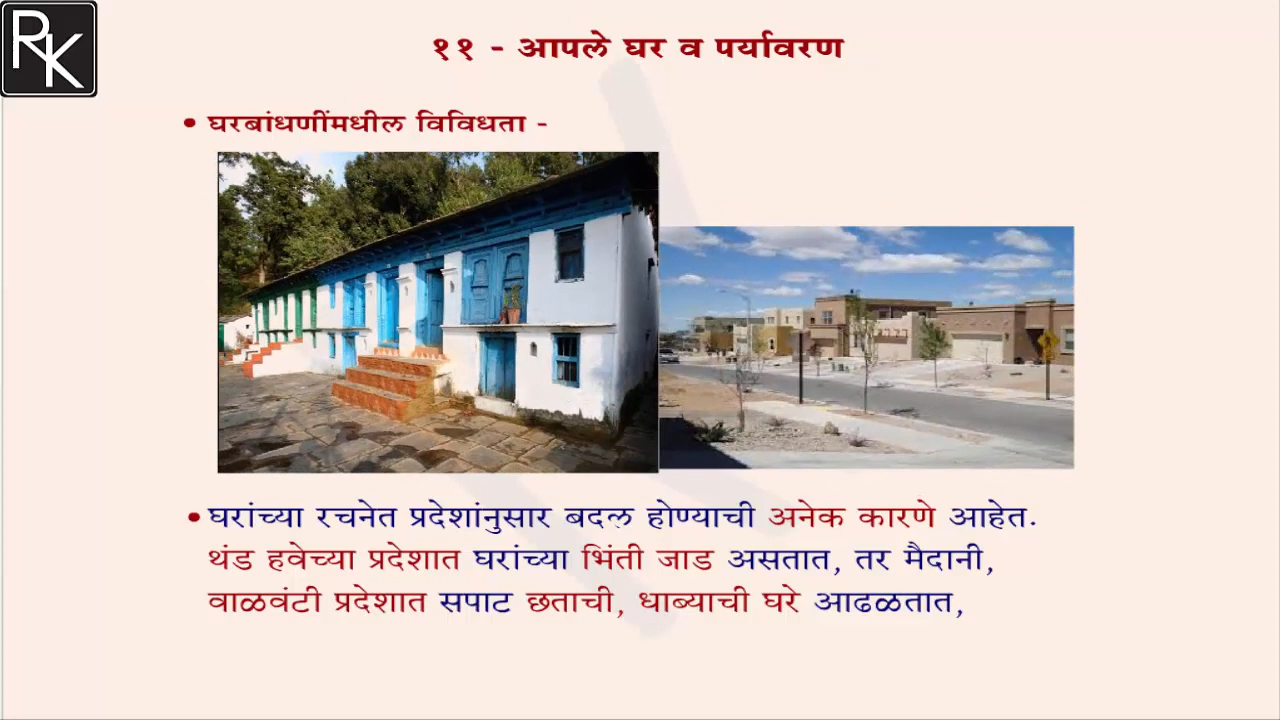 RK
११ - आपले घर व पर्यावरण
• घरबांधणींमधील विविधता -
• घरांच्या रचनेत प्रदेशांनुसार बदल होण्याची अनेक कारणे आहेत.
थंड हवेच्या प्रदेशात घरांच्या भिंती जाड असतात, तर मैदानी,
वाळवंटी प्रदेशात सपाट छताची, धाब्याची घरे आढळतात,